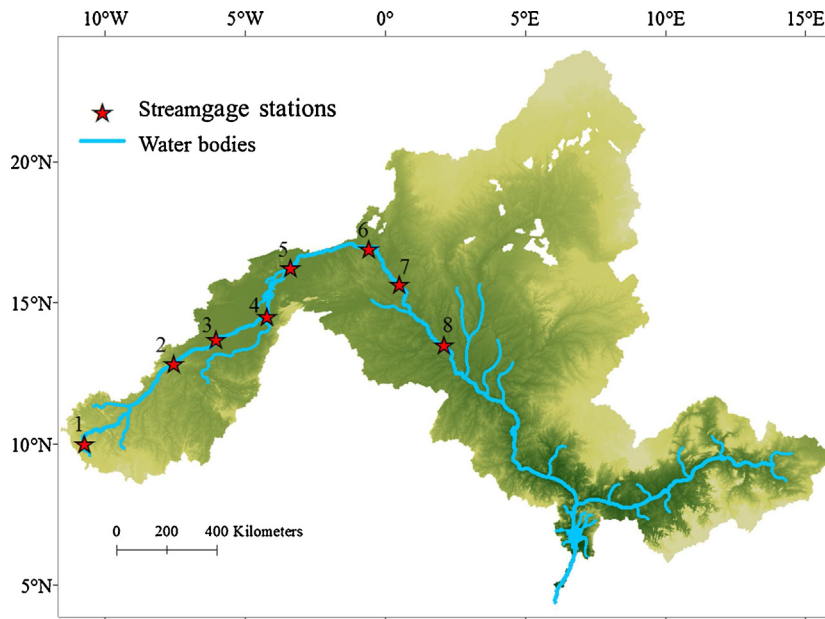 10°W 5°W 0° 5°E 10°E 15°E
Streamgage stations
Water bodies
20°N
15°N
10°N
5°N
1
2
3
4
5
6
7
8
0 200 400 Kilometers